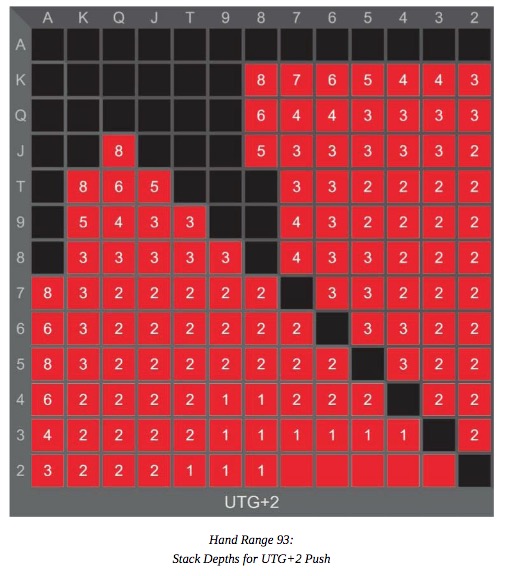 A K Q J T 9 8 7 6 5 4 3 2
A
K 8 7 6 5 4 4 3
Q 6 4 4 3 3 3 3
J 8 5 3 3 3 3 3 2
T 8 6 5 3 3 2 2 2 2
9 5 4 3 3 4 3 2 2 2 2
8 3 3 3 3 3 4 3 3 2 2 2
7 8 3 2 2 2 2 2 3 3 2 2 2
6 6 3 2 2 2 2 2 2 3 3 2 2
5 8 3 2 2 2 2 2 2 2 3 2 2
4 6 2 2 2 2 1 1 2 2 2 2 2
3 4 2 2 2 2 1 1 1 1 1 1 2
2 3 2 2 2 1 1 1
UTG+2
Hand Range 93:
Stack Depths for UTG+2 Push